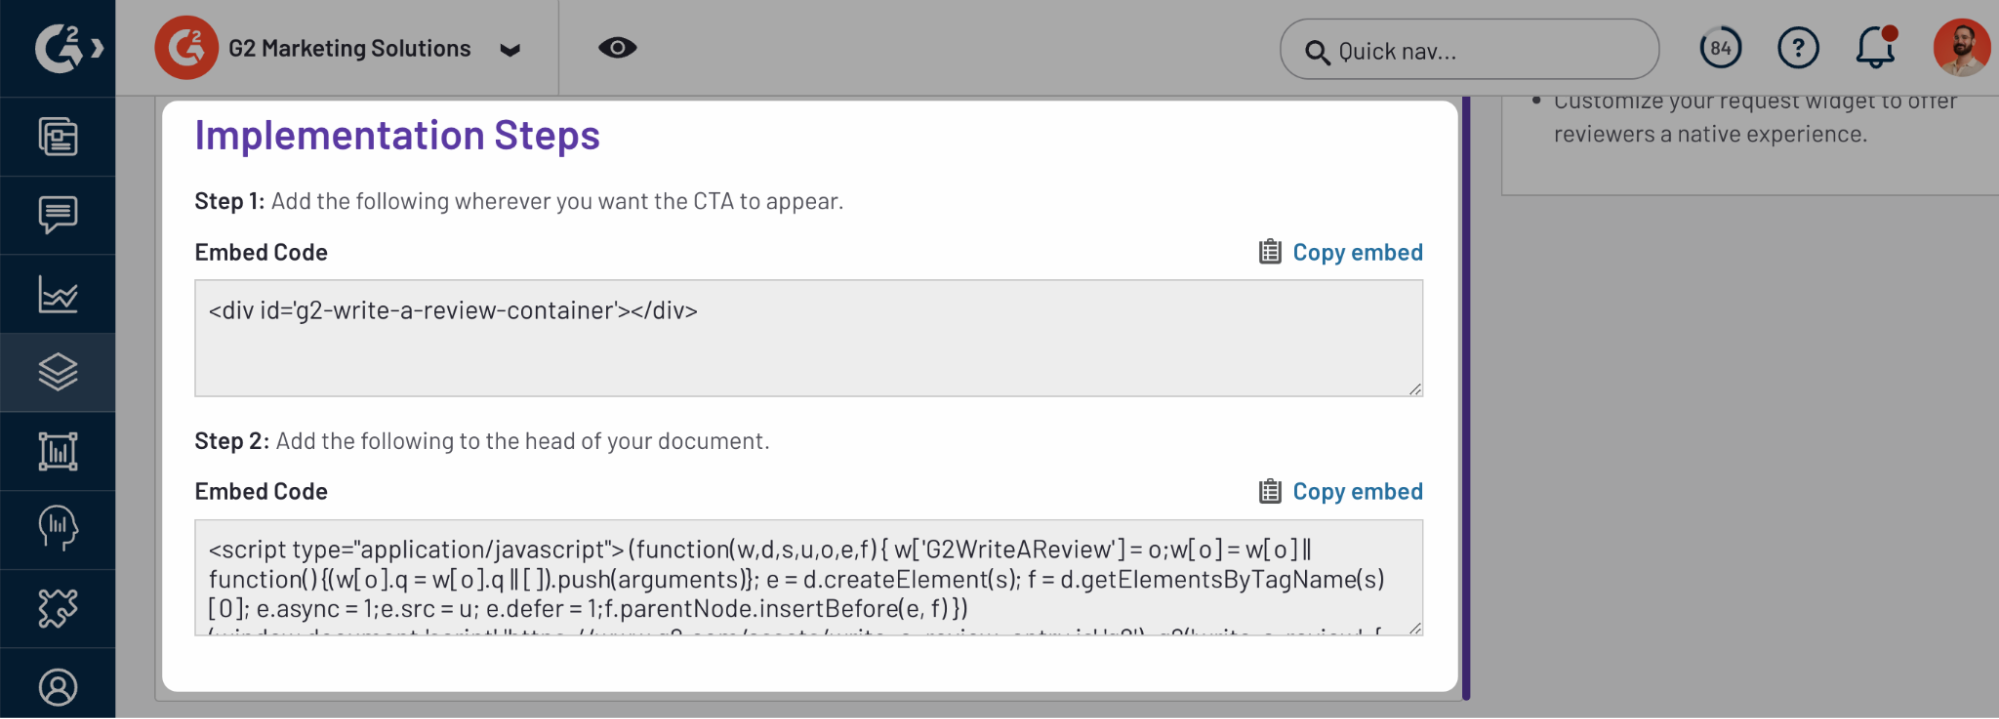 G2 Marketing Solutions
Quick nav...
84
?
Customize your request widget to offer
reviewers a native experience.
Implementation Steps
Step 1: Add the following wherever you want the CTA to appear.
Embed Code
Copy embed
<div id='g2-write-a-review-container'></div>
Step 2: Add the following to the head of your document.
Embed Code
Copy embed
<script type="application/javascript"> (function(w,d,s,u,o,e,f){ w['G2WriteAReview'] = o;w[o] = w[o] ||
function(){(w[o].q = w[o].q || []).push(arguments)}; e = d.createElement(s); f = d.getElementsByTagName(s)
[0]; e.async = 1;e.src = u; e.defer = 1;f.parentNode.insertBefore(e, f) })